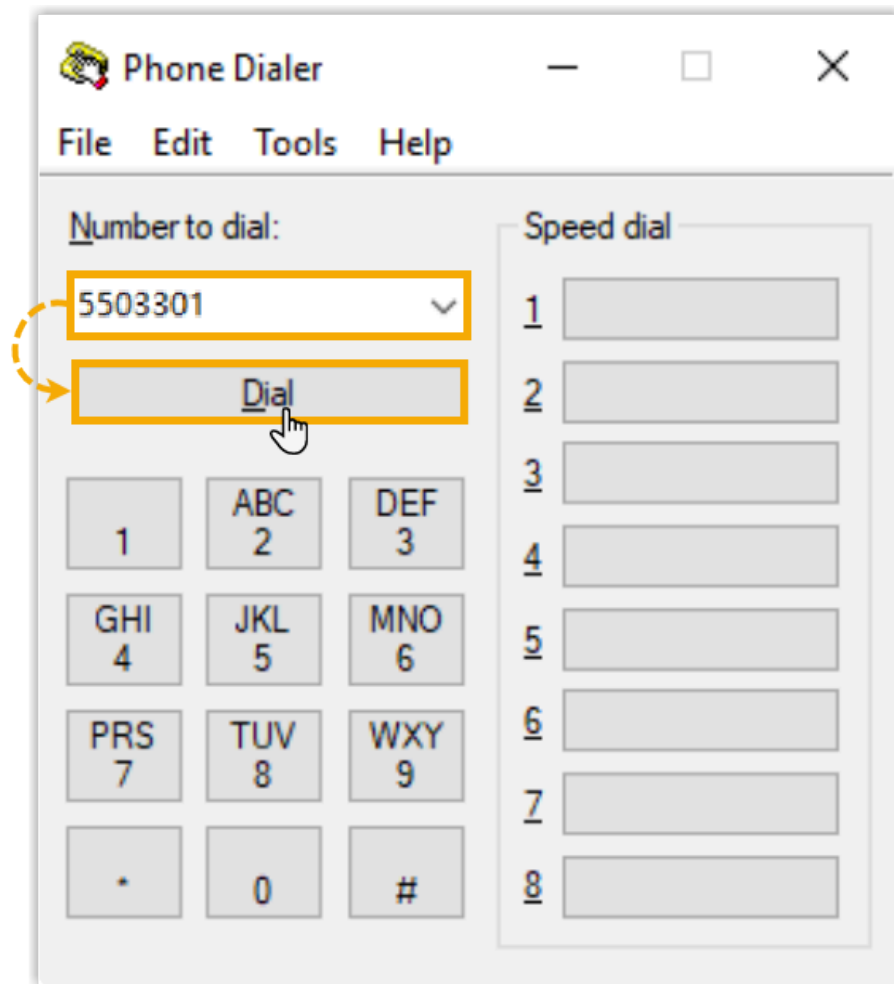 Phone Dialer
File Edit Tools Help
Number to dial:
5503301
Dial
1
ABC
2
DEF
3
GHI
4
JKL
5
MNO
6
PRS
7
TUV
8
WXY
9
*
0
#
Speed dial
1
2
3
4
5
6
7
8